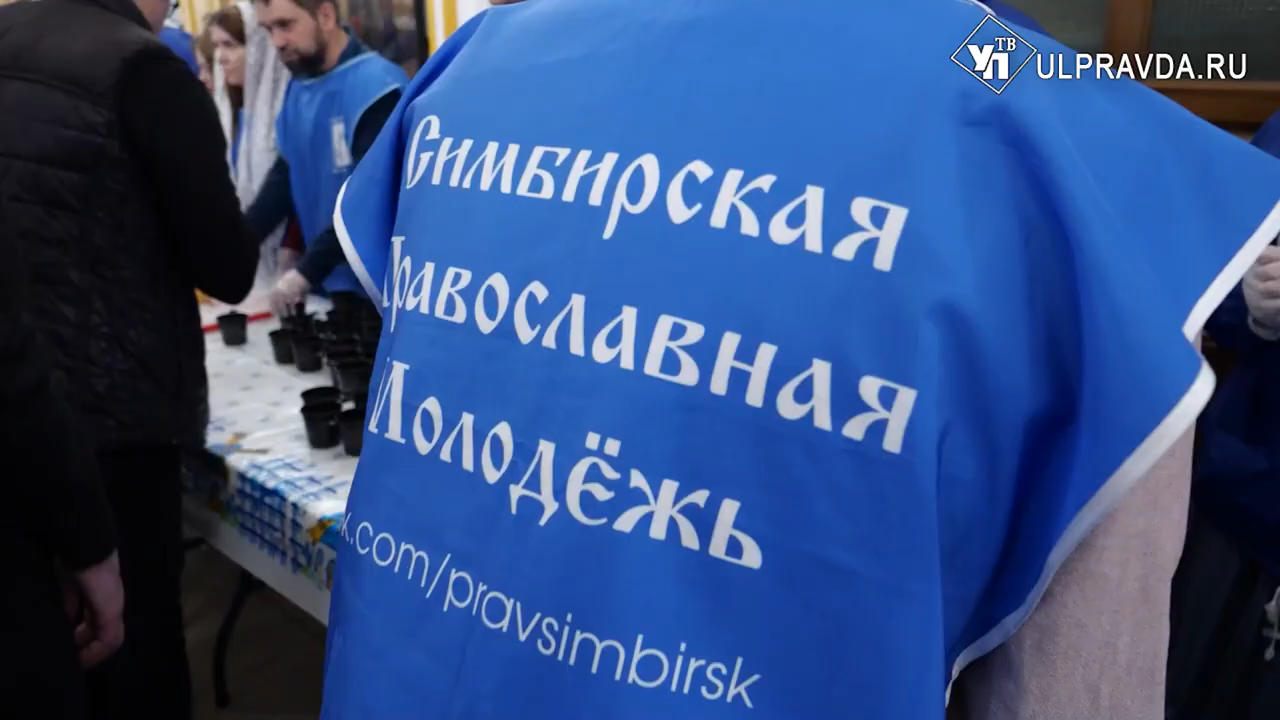 УП ТВ ULPRAVDA.RU
Симбирская
Православная
Молодёжь
k.com/pravsimbirsk